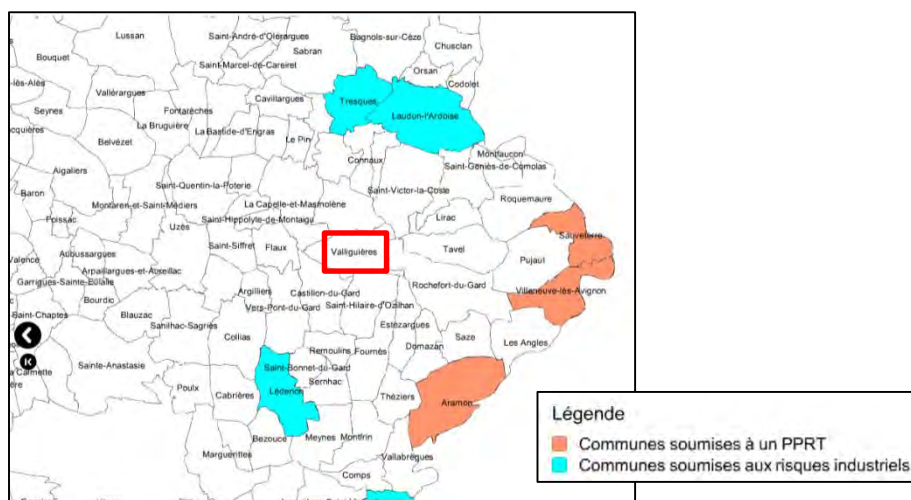 Lussan
Saint-André-d'Olérargues
Bagnols-sur-Cèze
Chusclan
Sabran
Bouquet
Saint-Marcel-de-Careiret
Orsan
Codolet
-lès-Alès
Vallérargues
Cavillargues
Tresques
Seynes
Fontarèches
Laudun-l'Ardoise
La Bruguière
La Bastide-d'Engras
Le Pin
Belvézet
Connaux
Montfaucon
Saint-Geniès-de-Comolas
Aigaliers
Saint-Quentin-la-Poterie
Saint-Victor-la-Coste
Baron
Roquemaure
Montaren-et-Saint-Médiers
La Capelle-et-Masmolène
Foissac
Saint-Hippolyte-de-Montaigu
Lirac
Uzès
Sauveterre
Saint-Siffret
Flaux
Valliguières
Tavel
Aubussargues
Pujaut
Valence
Arpaillargues-et-Aureillac
Garrigues-Sainte-Eulalie
Rochefort-du-Gard
Villeneuve-lès-Avignon
Argilliers
Castillon-du-Gard
Bourdic
Vers-Pont-du-Gard
Saint-Hilaire-d'Ozilhan
Saint-Chaptes
Blauzac
Sanilhac-Sagriès
Estézargues
Collias
Saze
Les Angles
Domazan
Remoulins
Fournès
Sainte-Anastasie
Saint-Bonnet-du-Gard
Sernhac
Poulx
Lédenon
Cabrières
Théziers
Aramon
Bezouce
Meynes
Montfrin
Marguerittes
Vallabrègues
Comps
Légende
Communes soumises à un PPRT
Communes soumises aux risques industriels